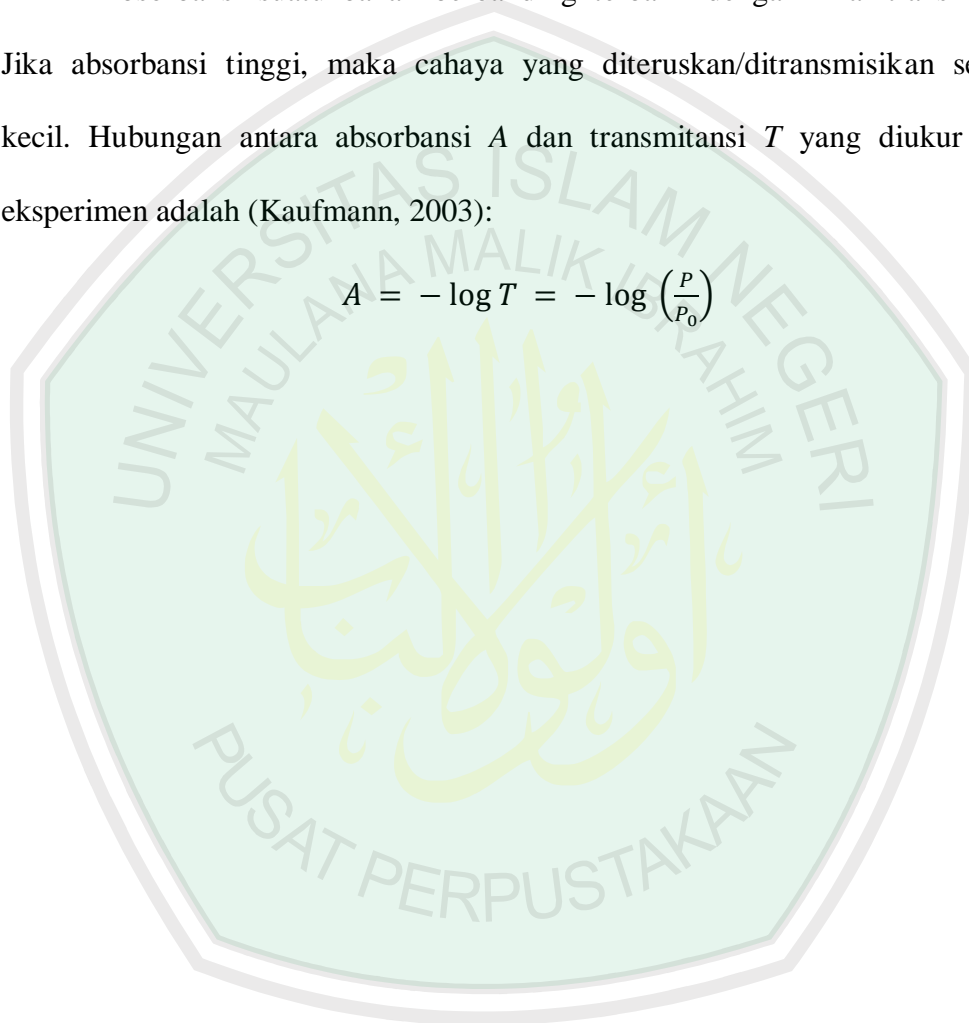 suatu
Jika absorbansi tinggi, maka cahaya yang diteruskan/ditransmisikan
kecil. Hubungan antara absorbansi A dan transmitansi T yang diukur
eksperimen adalah (Kaufmann, 2003):
A = − log T = − log (P/P₀)
UNIVERSITAS ISLAM NEGERI
MAULANA MALIK IBRAHIM
PUSAT PERPUSTAKAAN